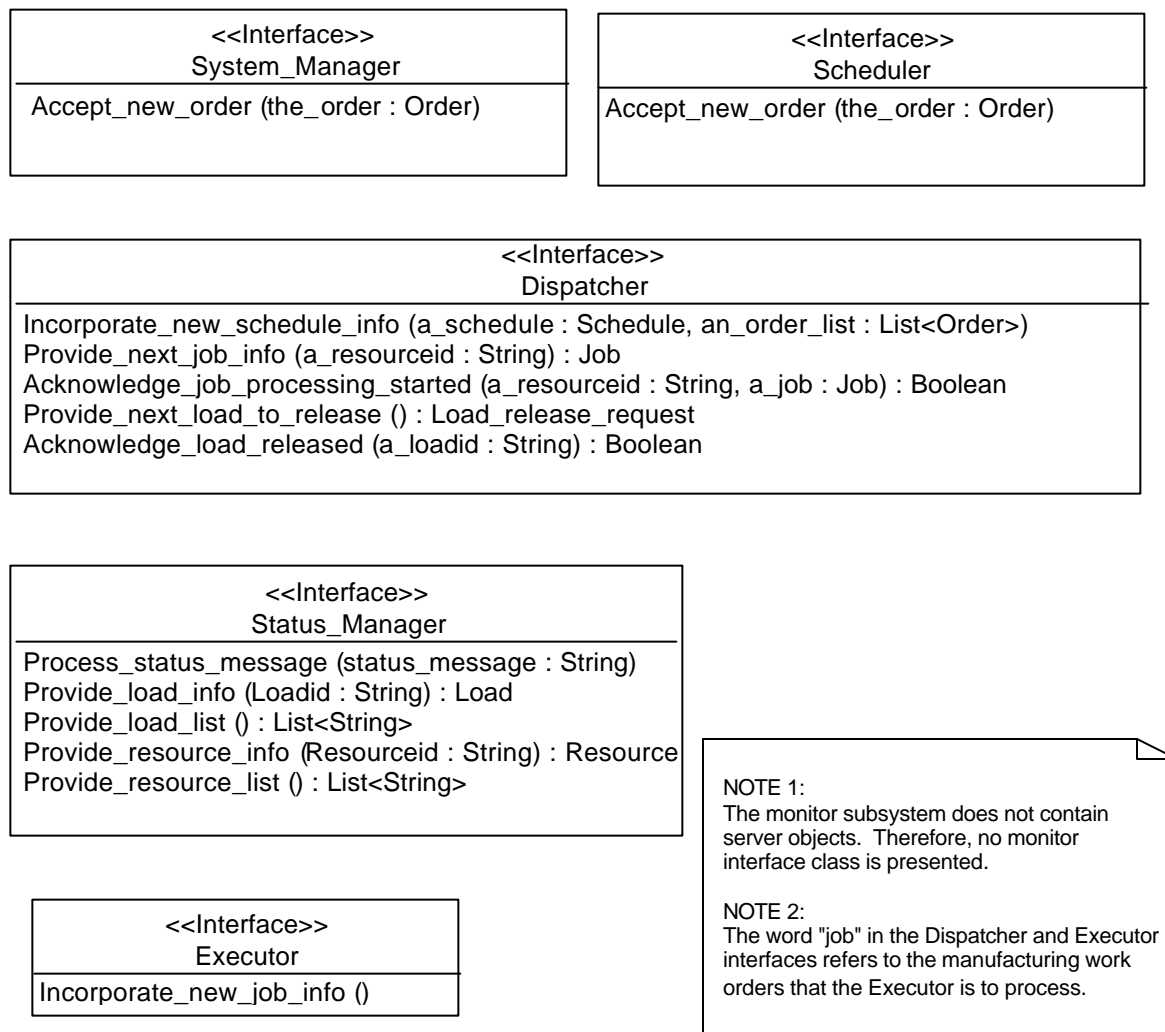 <<Interface>>
System_Manager
Accept_new_order (the_order : Order)
<<Interface>>
Scheduler
Accept_new_order (the_order : Order)
<<Interface>>
Dispatcher
Incorporate_new_schedule_info (a_schedule : Schedule, an_order_list : List<Order>)
Provide_next_job_info (a_resourceid : String) : Job
Acknowledge_job_processing_started (a_resourceid : String, a_job : Job) : Boolean
Provide_next_load_to_release () : Load_release_request
Acknowledge_load_released (a_loadid : String) : Boolean
<<Interface>>
Status_Manager
Process_status_message (status_message : String)
Provide_load_info (Loadid : String) : Load
Provide_load_list () : List<String>
Provide_resource_info (Resourceid : String) : Resource
Provide_resource_list () : List<String>
<<Interface>>
Executor
Incorporate_new_job_info ()
NOTE 1:
The monitor subsystem does not contain
server objects. Therefore, no monitor
interface class is presented.
NOTE 2:
The word "job" in the Dispatcher and Executor
interfaces refers to the manufacturing work
orders that the Executor is to process.